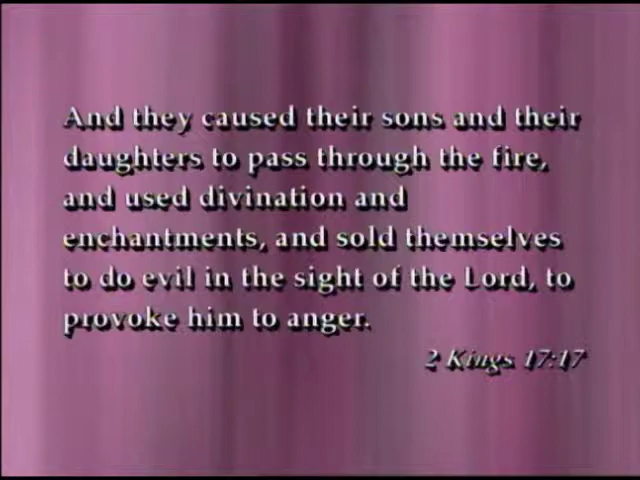 And they caused their sons and their
daughters to pass through the fire,
and used divination and
enchantments, and sold themselves
to do evil in the sight of the Lord, to
provoke him to anger.
2 Kings 17:17